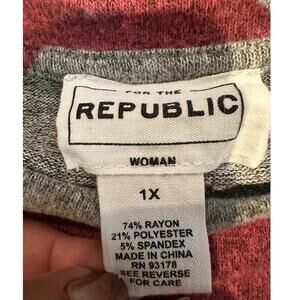 FOR THE
REPUBLIC
WOMAN
1X
74% RAYON
21% POLYESTER
5% SPANDEX
MADE IN CHINA
RN 93178
SEE REVERSE
FOR CARE